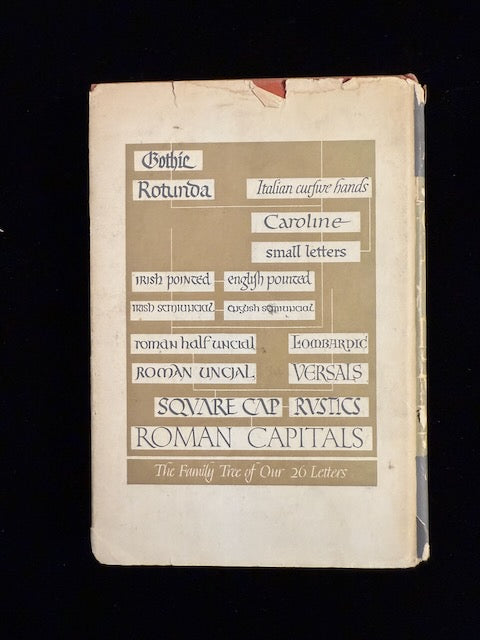 Gothic
Rotunda Italian cursive hands
Caroline
small letters
IRISH POINTED english pointed
IRISH SEMIUNCIAL english semiuncial
roman half uncial LOMBARDIC
ROMAN UNCIAL VERSALS
SQVARE CAP RVSTICS
ROMAN CAPITALS
The Family Tree of Our 26 Letters